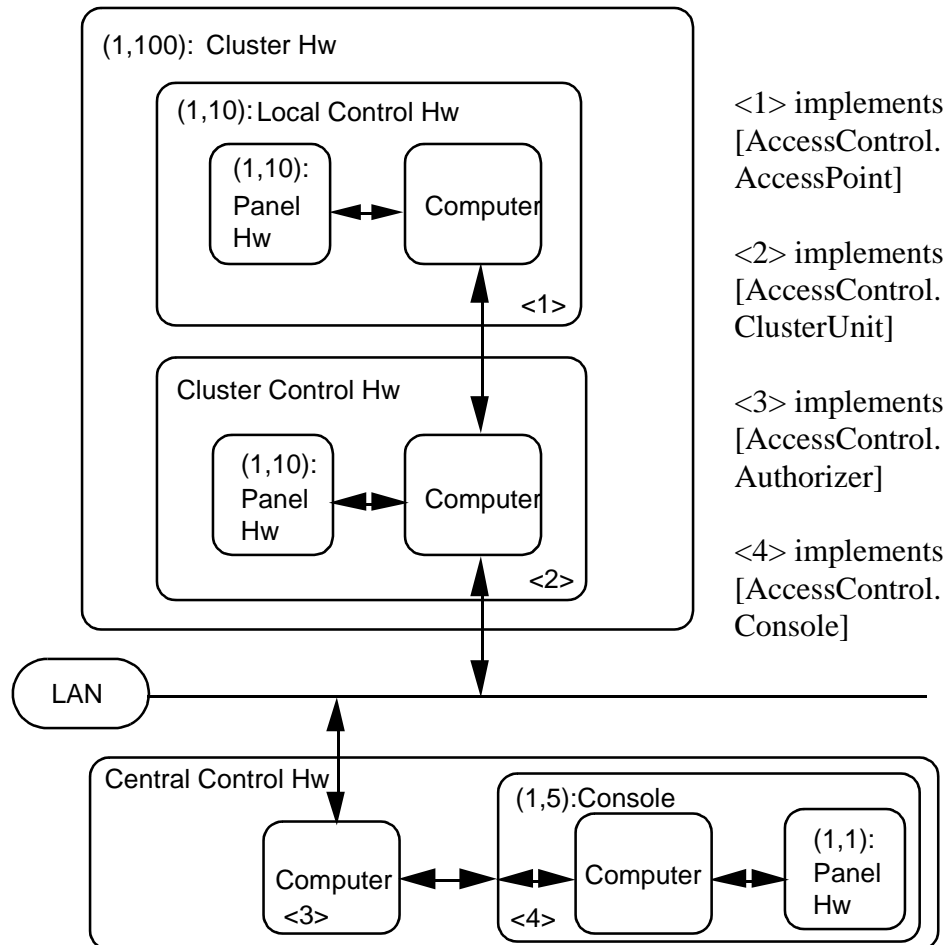 (1,100): Cluster Hw
(1,10): Local Control Hw
(1,10):
Panel
Hw
Computer
<1>
Cluster Control Hw
(1,10):
Panel
Hw
Computer
<2>
<1> implements
[AccessControl.
AccessPoint]
<2> implements
[AccessControl.
ClusterUnit]
<3> implements
[AccessControl.
Authorizer]
<4> implements
[AccessControl.
Console]
LAN
Central Control Hw
Computer
<3>
(1,5):Console
Computer
(1,1):
Panel
Hw
<4>